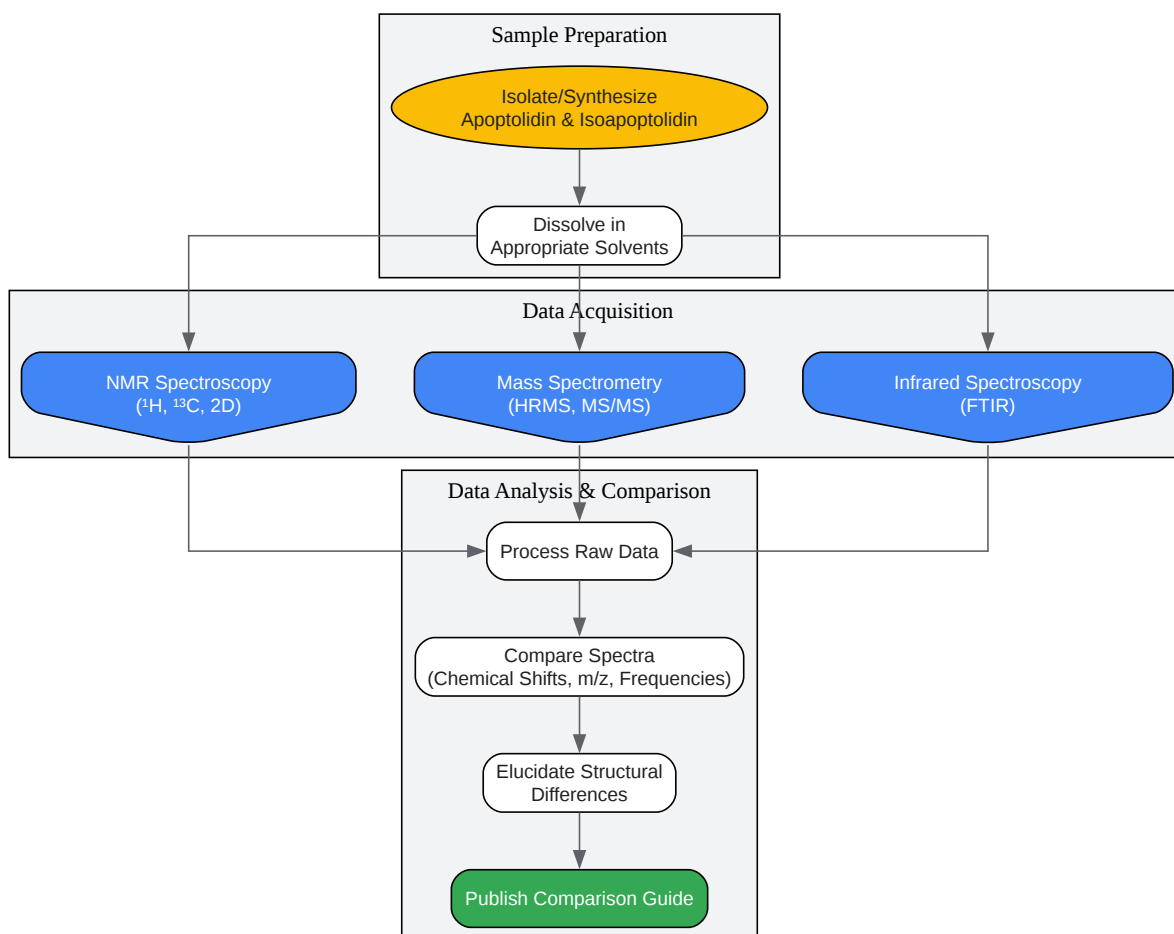 Sample Preparation
Isolate/Synthesize
Apoptolidin & Isoapoptolidin
Dissolve in
Appropriate Solvents
Data Acquisition
NMR Spectroscopy
(¹H, ¹³C, 2D)
Mass Spectrometry
(HRMS, MS/MS)
Infrared Spectroscopy
(FTIR)
Data Analysis & Comparison
Process Raw Data
Compare Spectra
(Chemical Shifts, m/z, Frequencies)
Elucidate Structural
Differences
Publish Comparison Guide